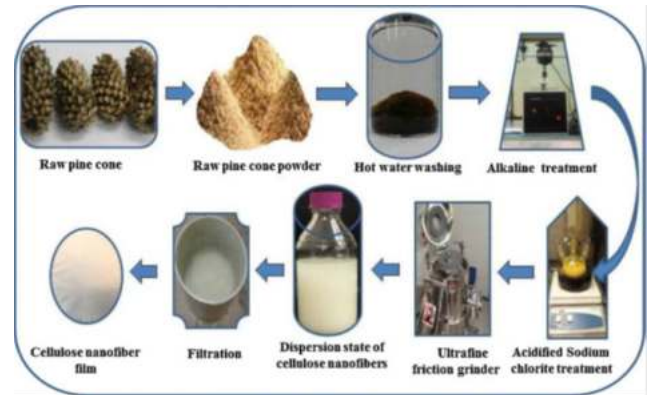 Raw pine cone
Raw pine cone powder
Hot water washing
Alkaline treatment
Cellulose nanofiber
film
Filtration
Dispersion state of
cellulose nanofibers
Ultrafine
friction grinder
Acidified Sodium
chlorite treatment